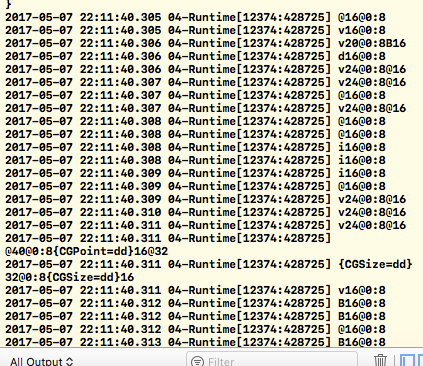 }
2017-05-07 22:11:40.305 04-Runtime[12374:428725] @16@0:8
2017-05-07 22:11:40.305 04-Runtime[12374:428725] v16@0:8
2017-05-07 22:11:40.306 04-Runtime[12374:428725] v20@0:8B16
2017-05-07 22:11:40.306 04-Runtime[12374:428725] d16@0:8
2017-05-07 22:11:40.306 04-Runtime[12374:428725] v24@0:8@16
2017-05-07 22:11:40.307 04-Runtime[12374:428725] v24@0:8@16
2017-05-07 22:11:40.307 04-Runtime[12374:428725] @16@0:8
2017-05-07 22:11:40.307 04-Runtime[12374:428725] v24@0:8@16
2017-05-07 22:11:40.308 04-Runtime[12374:428725] @16@0:8
2017-05-07 22:11:40.308 04-Runtime[12374:428725] @16@0:8
2017-05-07 22:11:40.308 04-Runtime[12374:428725] i16@0:8
2017-05-07 22:11:40.308 04-Runtime[12374:428725] i16@0:8
2017-05-07 22:11:40.309 04-Runtime[12374:428725] i16@0:8
2017-05-07 22:11:40.309 04-Runtime[12374:428725] @16@0:8
2017-05-07 22:11:40.309 04-Runtime[12374:428725] v24@0:8@16
2017-05-07 22:11:40.310 04-Runtime[12374:428725] v24@0:8@16
2017-05-07 22:11:40.311 04-Runtime[12374:428725] v24@0:8@16
2017-05-07 22:11:40.311 04-Runtime[12374:428725]
@40@0:8{CGPoint=dd}16@32
2017-05-07 22:11:40.311 04-Runtime[12374:428725] {CGSize=dd}
32@0:8{CGSize=dd}16
2017-05-07 22:11:40.311 04-Runtime[12374:428725] v16@0:8
2017-05-07 22:11:40.312 04-Runtime[12374:428725] B16@0:8
2017-05-07 22:11:40.312 04-Runtime[12374:428725] B16@0:8
2017-05-07 22:11:40.312 04-Runtime[12374:428725] @16@0:8
2017-05-07 22:11:40.313 04-Runtime[12374:428725] B16@0:8
All Output Filter